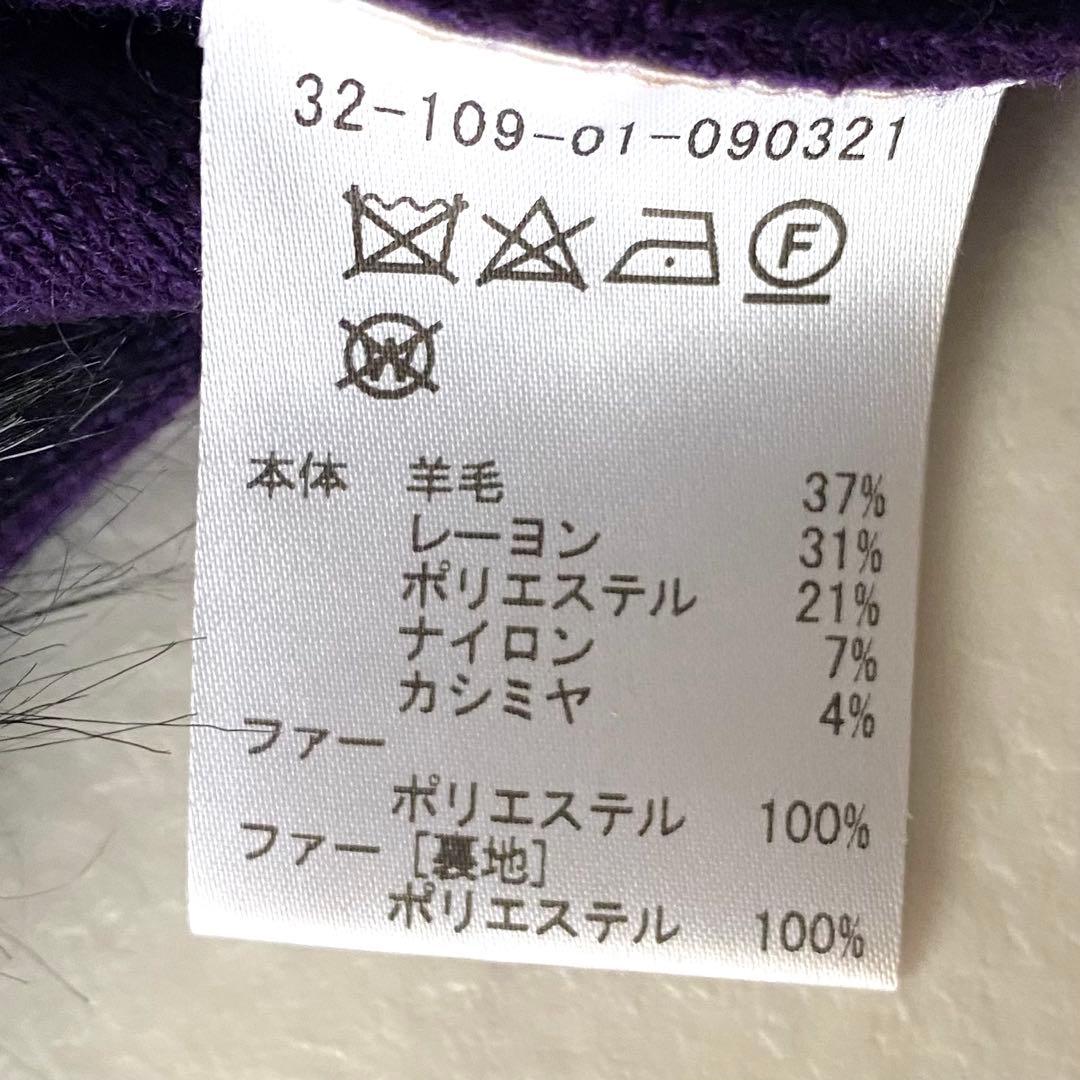 32-109-01-090321
F
W
本体 羊毛 37%
レーヨン 31%
ポリエステル 21%
ナイロン 7%
カシミヤ 4%
ファー
ポリエステル 100%
ファー [裏地]
ポリエステル 100%